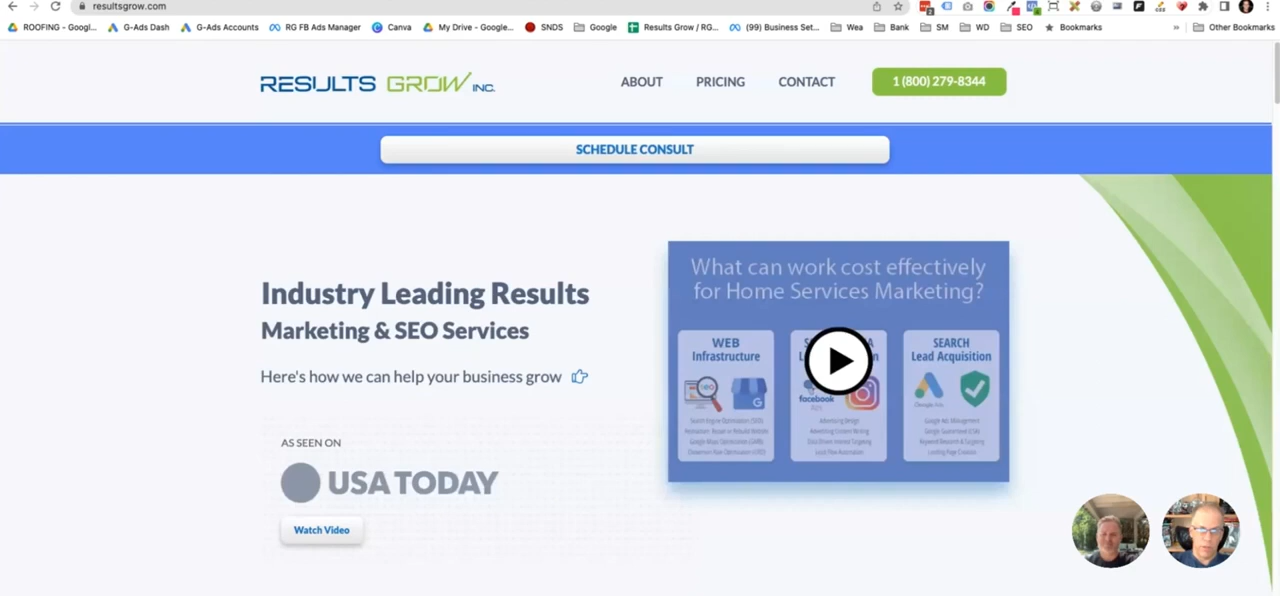 resultsgrow.com
ROOFING - Googl... G-Ads Dash G-Ads Accounts RG FB Ads Manager Canva My Drive - Google... SNDS Google Results Grow / RG... (99) Business Set... Wea Bank SM WD SEO Bookmarks » Other Bookmarks
RESULTS GROW INC.
ABOUT PRICING CONTACT 1 (800) 279-8344
SCHEDULE CONSULT
Industry Leading Results
Marketing & SEO Services
Here's how we can help your business grow
AS SEEN ON
USA TODAY
Watch Video
What can work cost effectively
for Home Services Marketing?
WEB
Infrastructure
SEARCH
Lead Acquisition
facebook
Google Ads